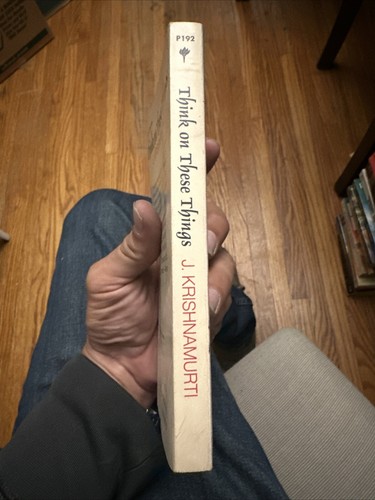 P192
Think on These Things
J. KRISHNAMURTI